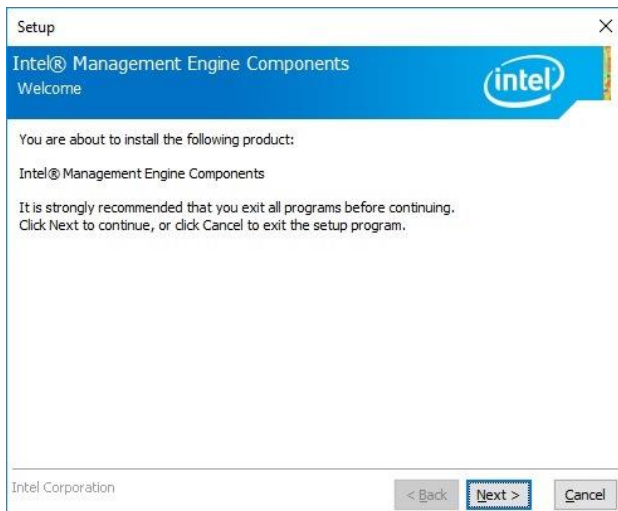 Setup
Intel® Management Engine Components
Welcome
intel
You are about to install the following product:
Intel® Management Engine Components
It is strongly recommended that you exit all programs before continuing.
Click Next to continue, or click Cancel to exit the setup program.
Intel Corporation
< Back Next > Cancel